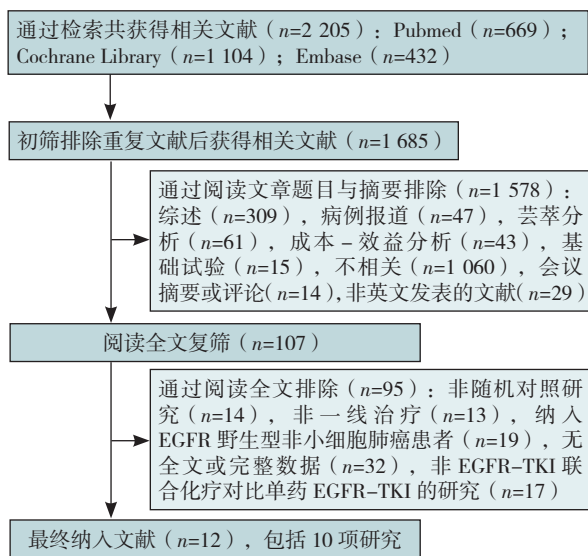 通过检索共获得相关文献（n=2 205）：Pubmed（n=669）；
Cochrane Library（n=1 104）；Embase（n=432）
初筛排除重复文献后获得相关文献（n=1 685）
通过阅读文章题目与摘要排除（n=1 578）：
综述（n=309），病例报道（n=47），芸萃分
析（n=61），成本－效益分析（n=43），基
础试验（n=15），不相关（n=1 060），会议
摘要或评论（n=14），非英文发表的文献（n=29）
阅读全文复筛（n=107）
通过阅读全文排除（n=95）：非随机对照研
究（n=14），非一线治疗（n=13），纳入
EGFR 野生型非小细胞肺癌患者（n=19），无
全文或完整数据（n=32），非 EGFR-TKI 联
合化疗对比单药 EGFR-TKI 的研究（n=17）
最终纳入文献（n=12），包括 10 项研究